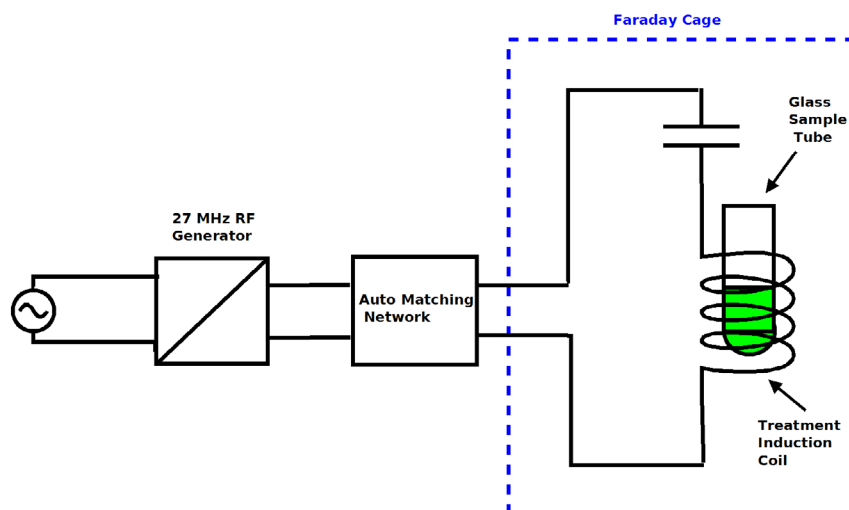 Faraday Cage
Glass
Sample
Tube
27 MHz RF
Generator
Auto Matching
Network
Treatment
Induction
Coil